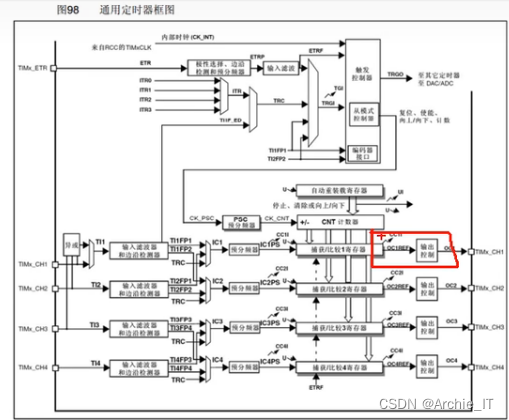 图98 通用定时器框图
内部时钟(CK_INT)
来自RCC的TIMxCLK
TIMx_ETR
ETR
极性选择、边沿
检测和预分频器
ETRP
输入滤波
ETRF
触发
控制器
TRGO
至其它定时器
至 DAC/ADC
ITR0
ITR1
ITR2
ITR3
ITR
TRC
TI1F_ED
TGI
TRGI
从模式
控制器
复位、使能、
向上/向下、计数
TI1FP1
TI2FP2
编码器
接口
U
自动重装载寄存器
UI
停止、清除或向上/向下
U
CK_PSC
PSC
预分频器
CK_CNT
+/-
CNT 计数器
异或
TI1
输入滤波器
和边沿检测器
TI1FP1
TI1FP2
TRC
IC1
预分频器
IC1PS
CC1I
U
捕获/比较1寄存器
CC1I
OC1REF
输出
控制
TIMx_CH1
TIMx_CH1
TIMx_CH2
TI2
输入滤波器
和边沿检测器
TI2FP1
TI2FP2
TRC
IC2
预分频器
IC2PS
CC2I
U
捕获/比较2寄存器
CC2I
OC2REF
输出
控制
OC2
TIMx_CH2
TIMx_CH3
TI3
输入滤波器
和边沿检测器
TI3FP3
TI3FP4
TRC
IC3
预分频器
IC3PS
CC3I
U
捕获/比较3寄存器
CC3I
OC3REF
输出
控制
OC3
TIMx_CH3
TIMx_CH4
TI4
输入滤波器
和边沿检测器
TI4FP3
TI4FP4
TRC
IC4
预分频器
IC4PS
CC4I
U
捕获/比较4寄存器
CC4I
OC4REF
输出
控制
OC4
TIMx_CH4
ETRF
CSDN @Archie_IT